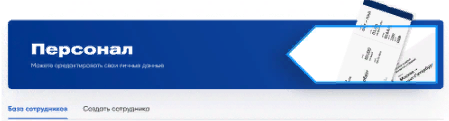 Персонал
Можете редактировать свои личные данные
База сотрудников Создать сотрудника